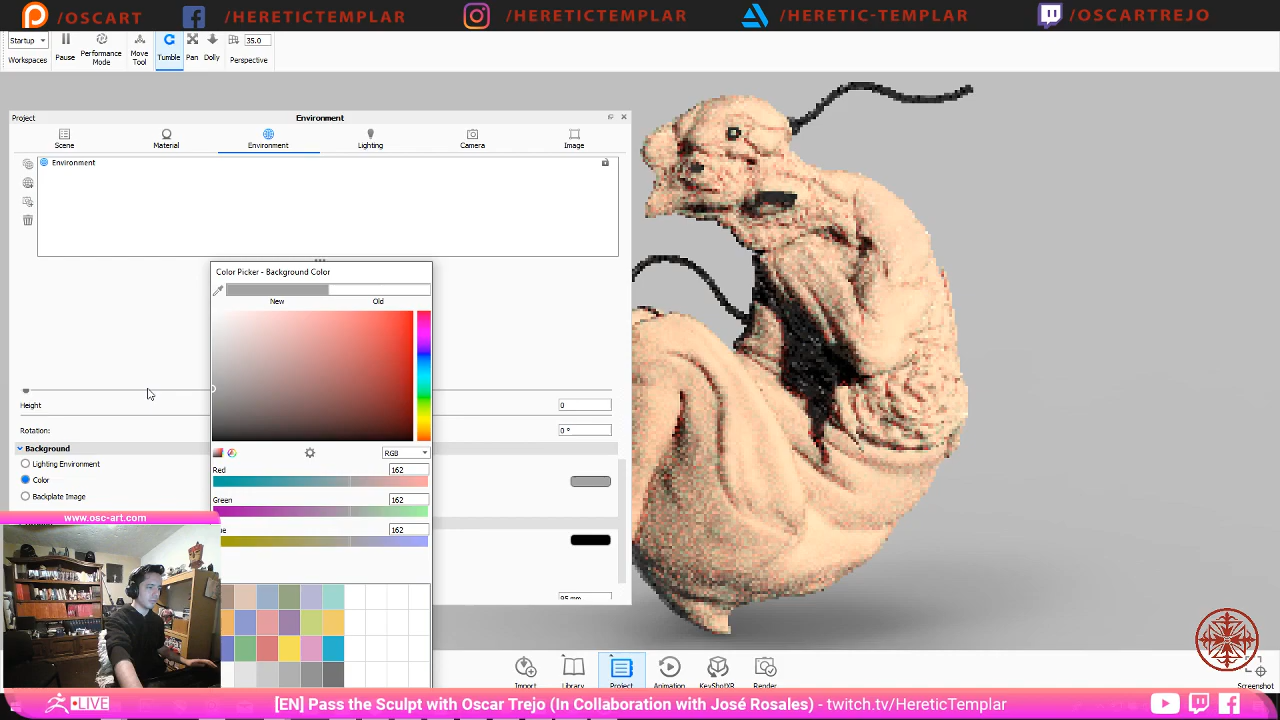 /OSCART /HERETICTEMPLAR /HERETICTEMPLAR /HERETIC-TEMPLAR /OSCARTREJO
Startup 35.0
Workspaces Pause Performance Mode Move Tool Tumble Pan Dolly Perspective
Project Environment
Scene Material Environment Lighting Camera Image
Environment
Color Picker - Background Color
New Old
Height 0
Rotation: 0 °
Background
Lighting Environment
Color
Backplate Image
RGB
Red 162
Green 162
162
www.osc-art.com
95 mm
Import Library Project Animation KeyShotXR Render Screenshot
LIVE [EN] Pass the Sculpt with Oscar Trejo (In Collaboration with José Rosales) - twitch.tv/HereticTemplar